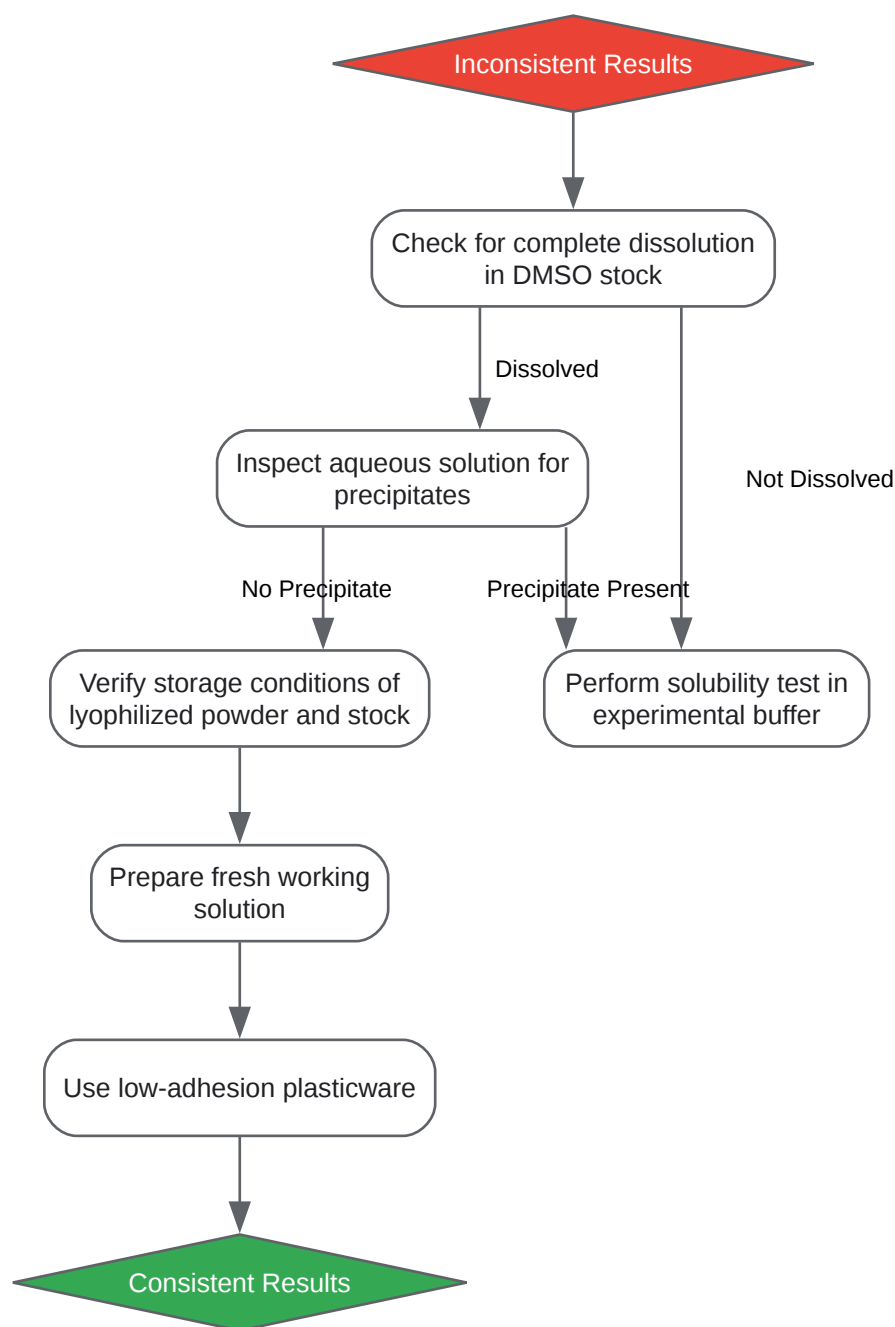 Inconsistent Results
Check for complete dissolution
in DMSO stock
Dissolved
Inspect aqueous solution for
precipitates
Not Dissolved
No Precipitate
Precipitate Present
Verify storage conditions of
lyophilized powder and stock
Perform solubility test in
experimental buffer
Prepare fresh working
solution
Use low-adhesion plasticware
Consistent Results